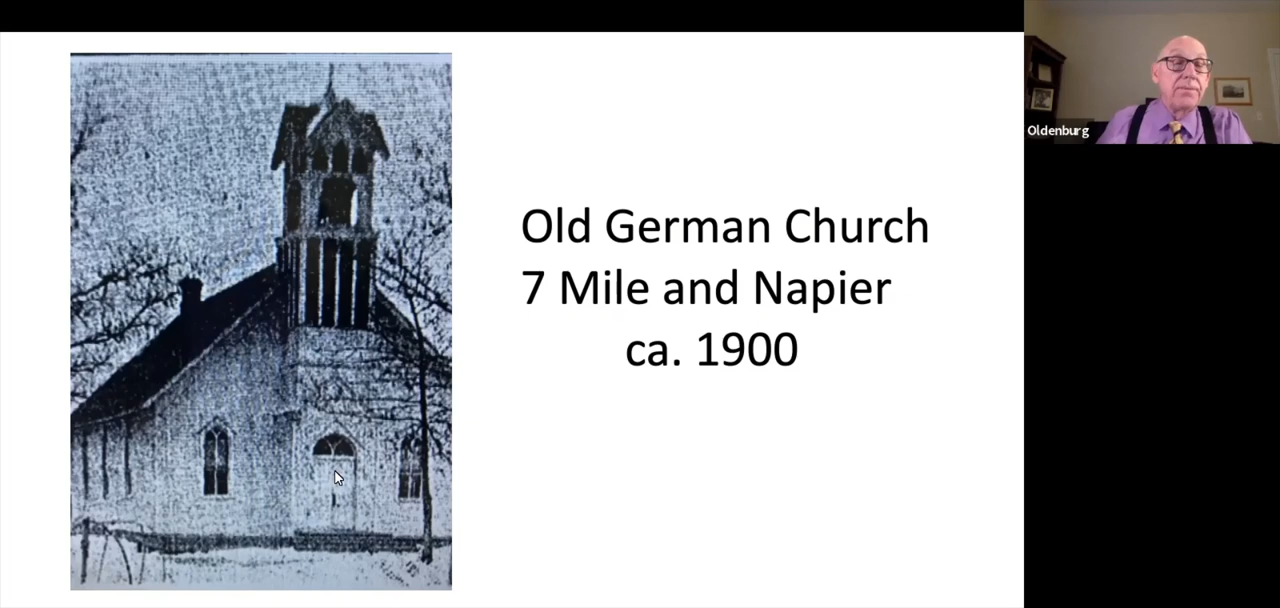 Old German Church
7 Mile and Napier
ca. 1900
Oldenburg